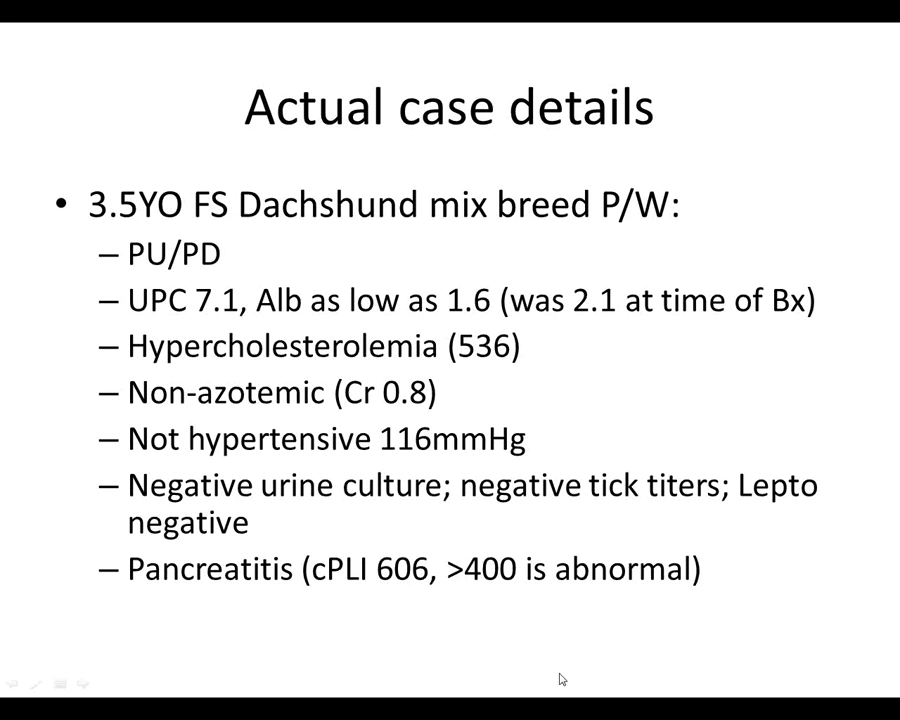 Actual case details
• 3.5YO FS Dachshund mix breed P/W:
– PU/PD
– UPC 7.1, Alb as low as 1.6 (was 2.1 at time of Bx)
– Hypercholesterolemia (536)
– Non-azotemic (Cr 0.8)
– Not hypertensive 116mmHg
– Negative urine culture; negative tick titers; Lepto
negative
– Pancreatitis (cPLI 606, >400 is abnormal)